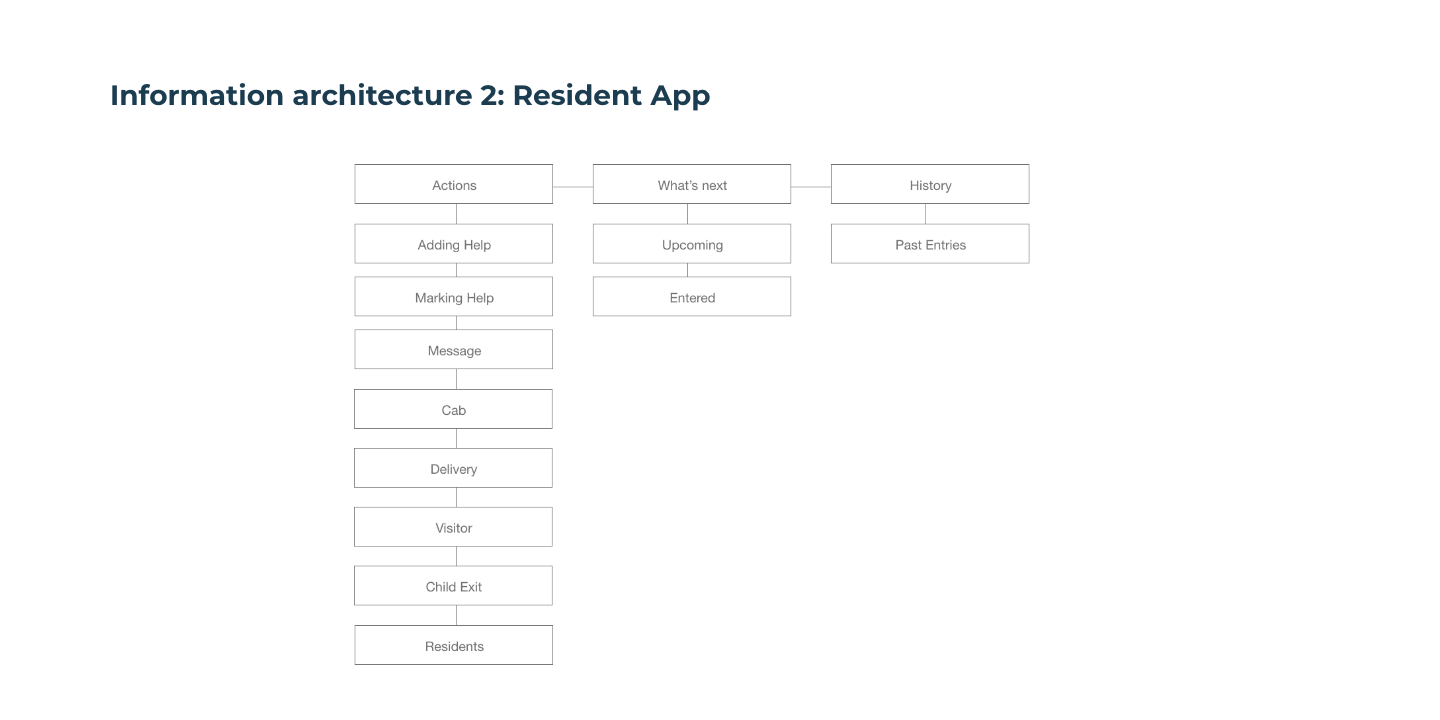 Information architecture 2: Resident App
Actions
What’s next
History
Adding Help
Upcoming
Past Entries
Marking Help
Entered
Message
Cab
Delivery
Visitor
Child Exit
Residents